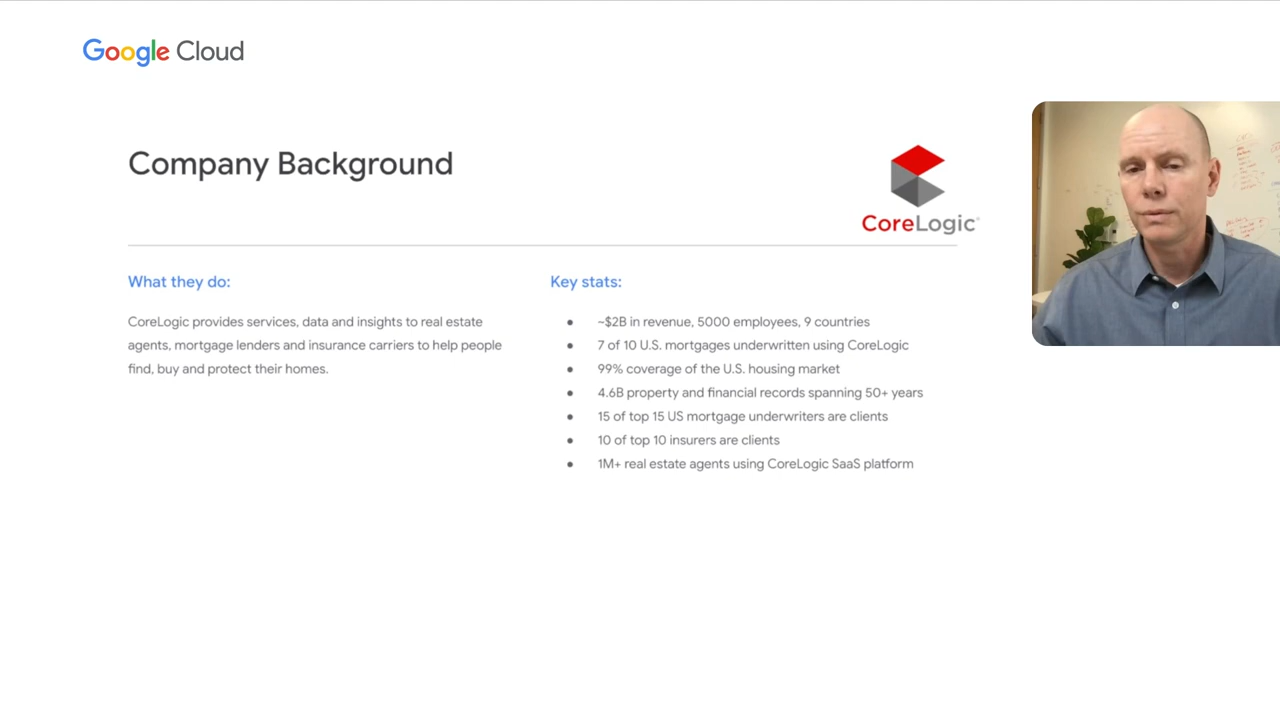 Google Cloud
Company Background
CoreLogic
What they do:
CoreLogic provides services, data and insights to real estate
agents, mortgage lenders and insurance carriers to help people
find, buy and protect their homes.
Key stats:
● ~$2B in revenue, 5000 employees, 9 countries
● 7 of 10 U.S. mortgages underwritten using CoreLogic
● 99% coverage of the U.S. housing market
● 4.6B property and financial records spanning 50+ years
● 15 of top 15 US mortgage underwriters are clients
● 10 of top 10 insurers are clients
● 1M+ real estate agents using CoreLogic SaaS platform